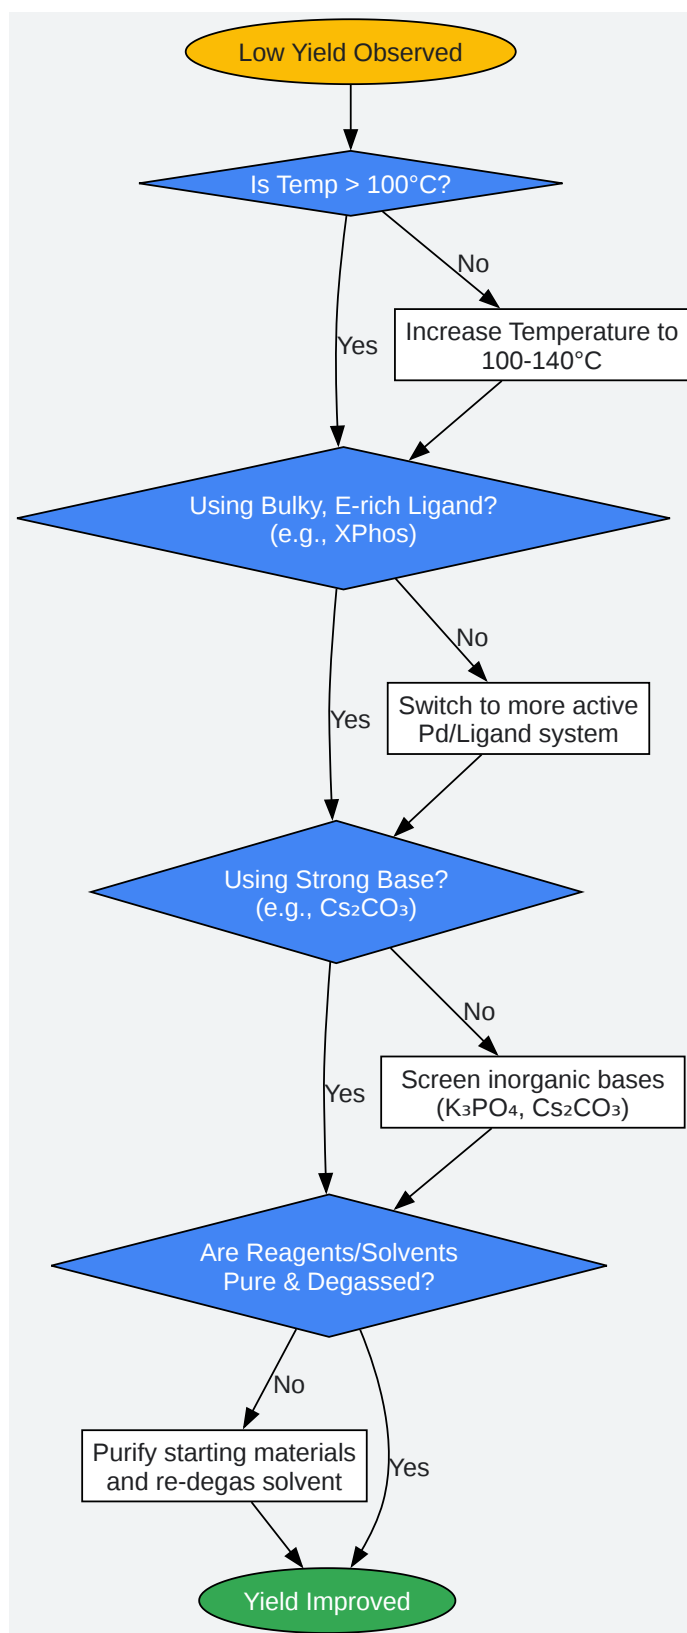 Low Yield Observed
Is Temp > 100°C?
No
Yes
Increase Temperature to
100-140°C
Using Bulky, E-rich Ligand?
(e.g., XPhos)
No
Yes
Switch to more active
Pd/Ligand system
Using Strong Base?
(e.g., Cs₂CO₃)
No
Yes
Screen inorganic bases
(K₃PO₄, Cs₂CO₃)
Are Reagents/Solvents
Pure & Degassed?
No
Yes
Purify starting materials
and re-degas solvent
Yield Improved